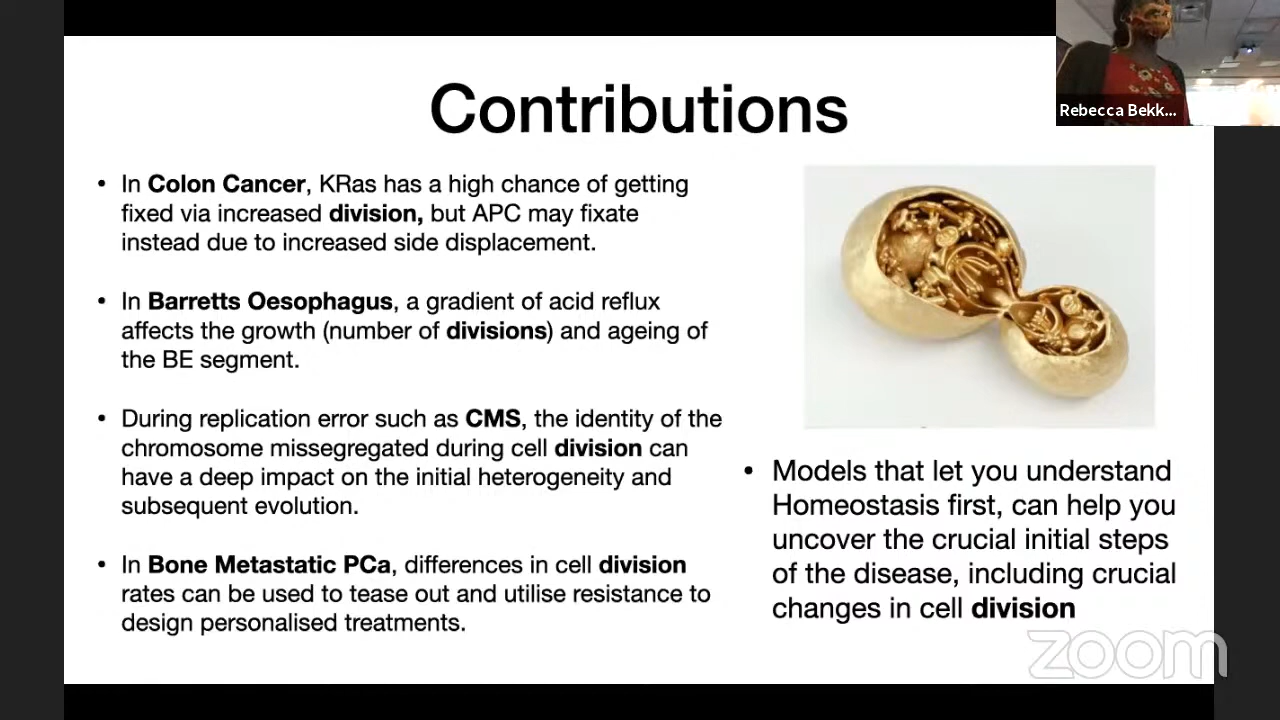 Contributions
Rebecca Bekk...
• In Colon Cancer, KRas has a high chance of getting
fixed via increased division, but APC may fixate
instead due to increased side displacement.
• In Barretts Oesophagus, a gradient of acid reflux
affects the growth (number of divisions) and ageing of
the BE segment.
• During replication error such as CMS, the identity of the
chromosome missegregated during cell division can
have a deep impact on the initial heterogeneity and
subsequent evolution.
• In Bone Metastatic PCa, differences in cell division
rates can be used to tease out and utilise resistance to
design personalised treatments.
• Models that let you understand
Homeostasis first, can help you
uncover the crucial initial steps
of the disease, including crucial
changes in cell division
zoom